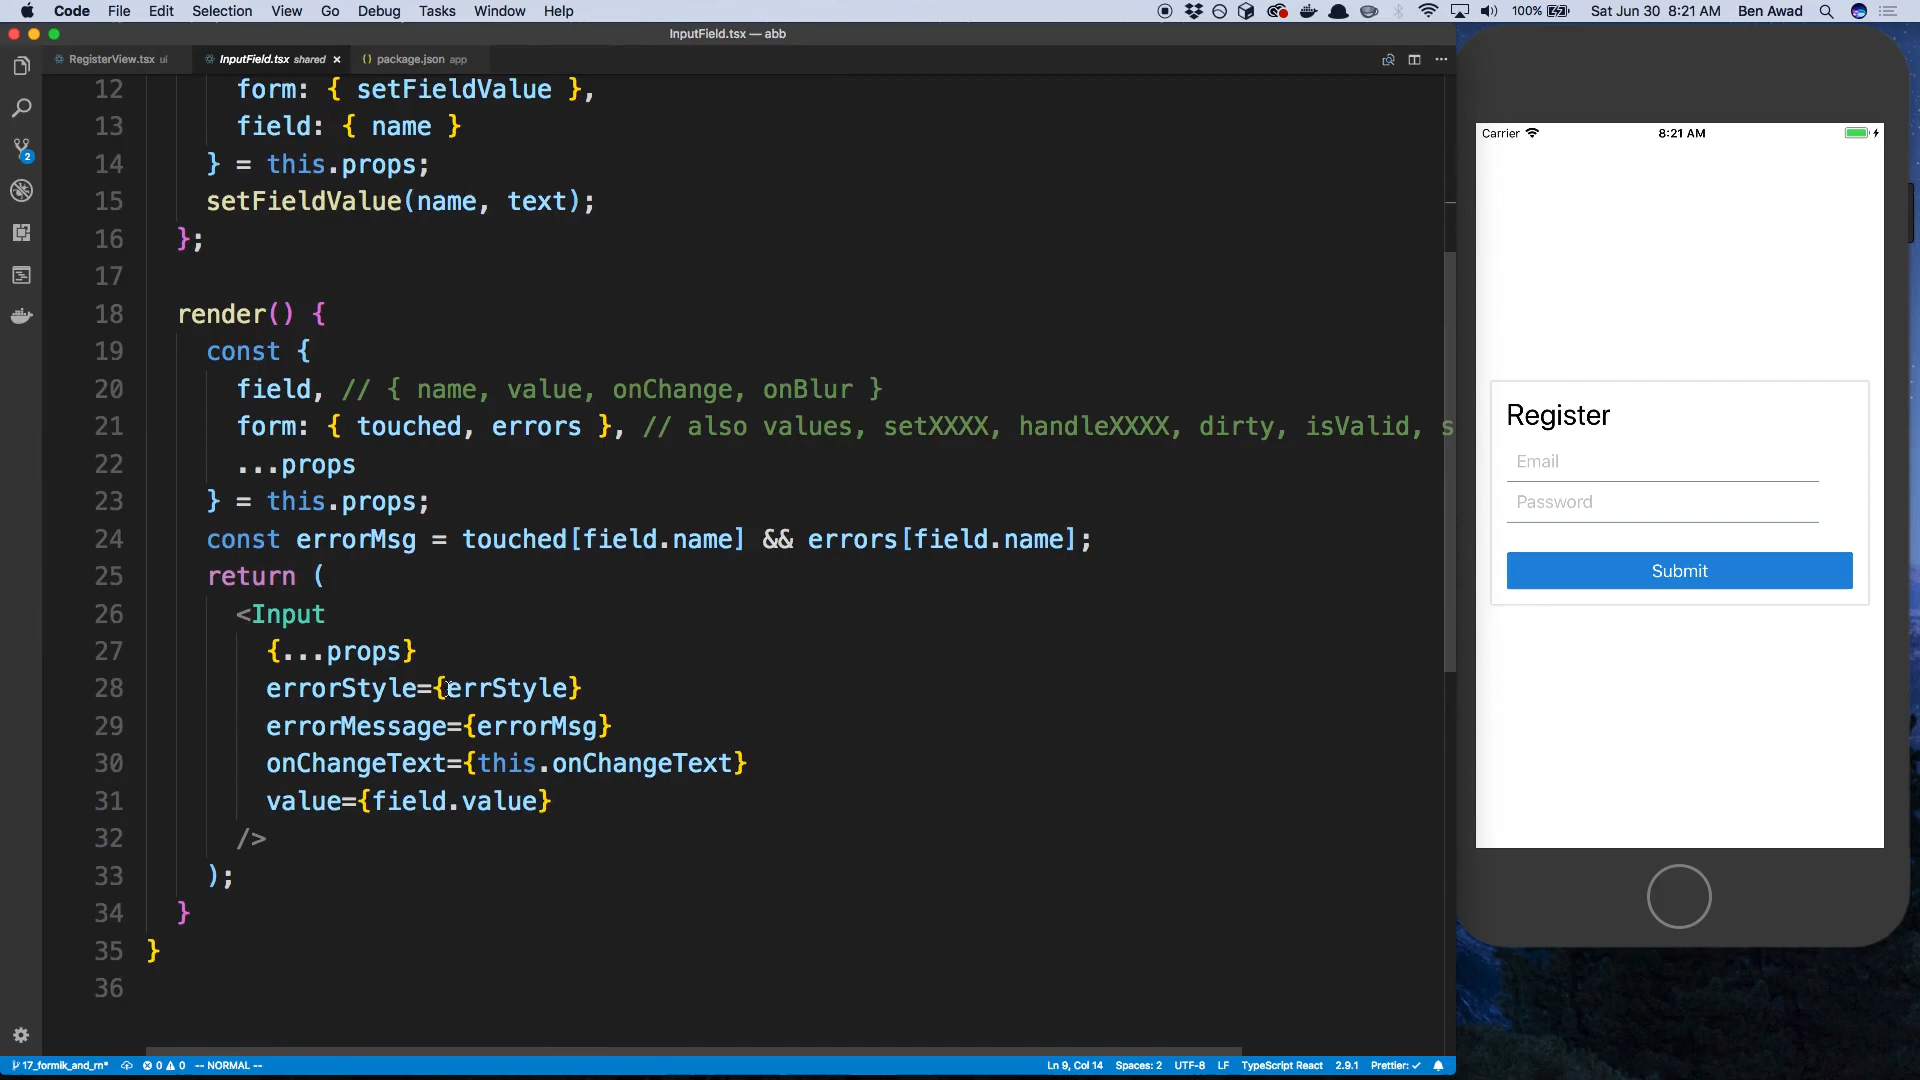 Code File Edit Selection View Go Debug Tasks Window Help 100% Sat Jun 30 8:21 AM Ben Awad
InputField.tsx — abb
RegisterView.tsx ui InputField.tsx shared × package.json app
12 form: { setFieldValue },
13 field: { name }
14 } = this.props;
15 setFieldValue(name, text);
16 };
17
18 render() {
19 const {
20 field, // { name, value, onChange, onBlur }
21 form: { touched, errors }, // also values, setXXXX, handleXXXX, dirty, isValid, s
22 ...props
23 } = this.props;
24 const errorMsg = touched[field.name] && errors[field.name];
25 return (
26 <Input
27 {...props}
28 errorStyle={errStyle}
29 errorMessage={errorMsg}
30 onChangeText={this.onChangeText}
31 value={field.value}
32 />
33 );
34 }
35 }
36
2
17_formik_and_rn* 0 0 -- NORMAL -- Ln 9, Col 14 Spaces: 2 UTF-8 LF TypeScript React 2.9.1 Prettier: ✓
Carrier 8:21 AM
Register
Email
Password
Submit